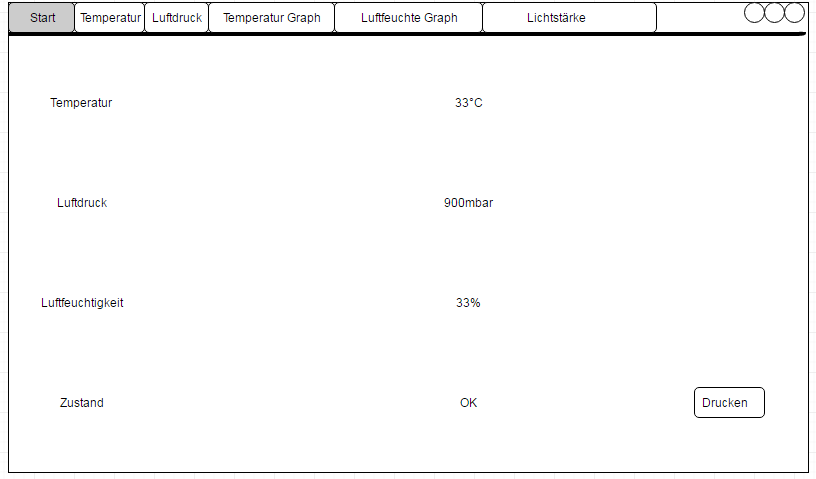 Start Temperatur Luftdruck Temperatur Graph Luftfeuchte Graph Lichtstärke
Temperatur 33°C
Luftdruck 900mbar
Luftfeuchtigkeit 33%
Zustand OK Drucken